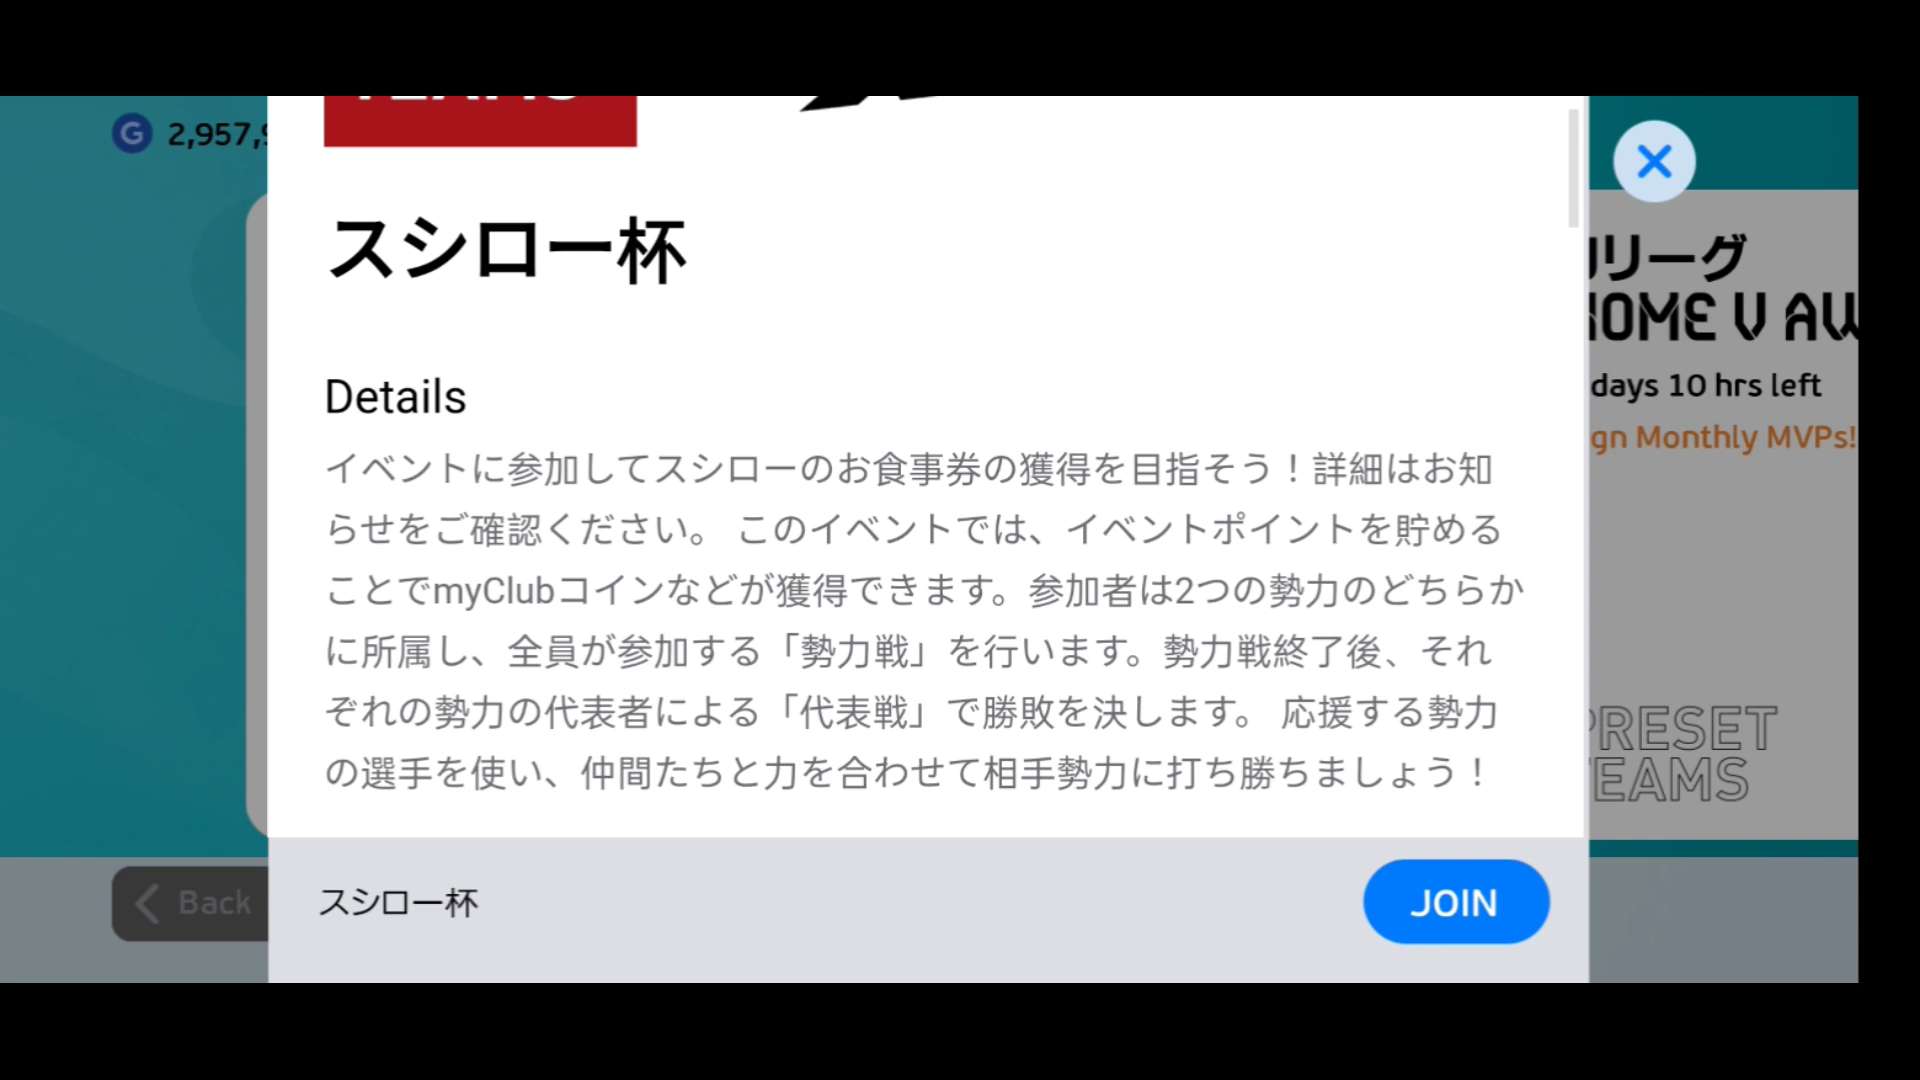 スシロー杯
Details
イベントに参加してスシローのお食事券の獲得を目指そう！詳細はお知
らせをご確認ください。 このイベントでは、イベントポイントを貯める
ことでmyClubコインなどが獲得できます。参加者は2つの勢力のどちらか
に所属し、全員が参加する「勢力戦」を行います。勢力戦終了後、それ
ぞれの勢力の代表者による「代表戦」で勝敗を決します。 応援する勢力
の選手を使い、仲間たちと力を合わせて相手勢力に打ち勝ちましょう！
Back
スシロー杯
JOIN
リーグ
V
days 10 hrs left
Monthly MVPs!
PRESET
TEAMS